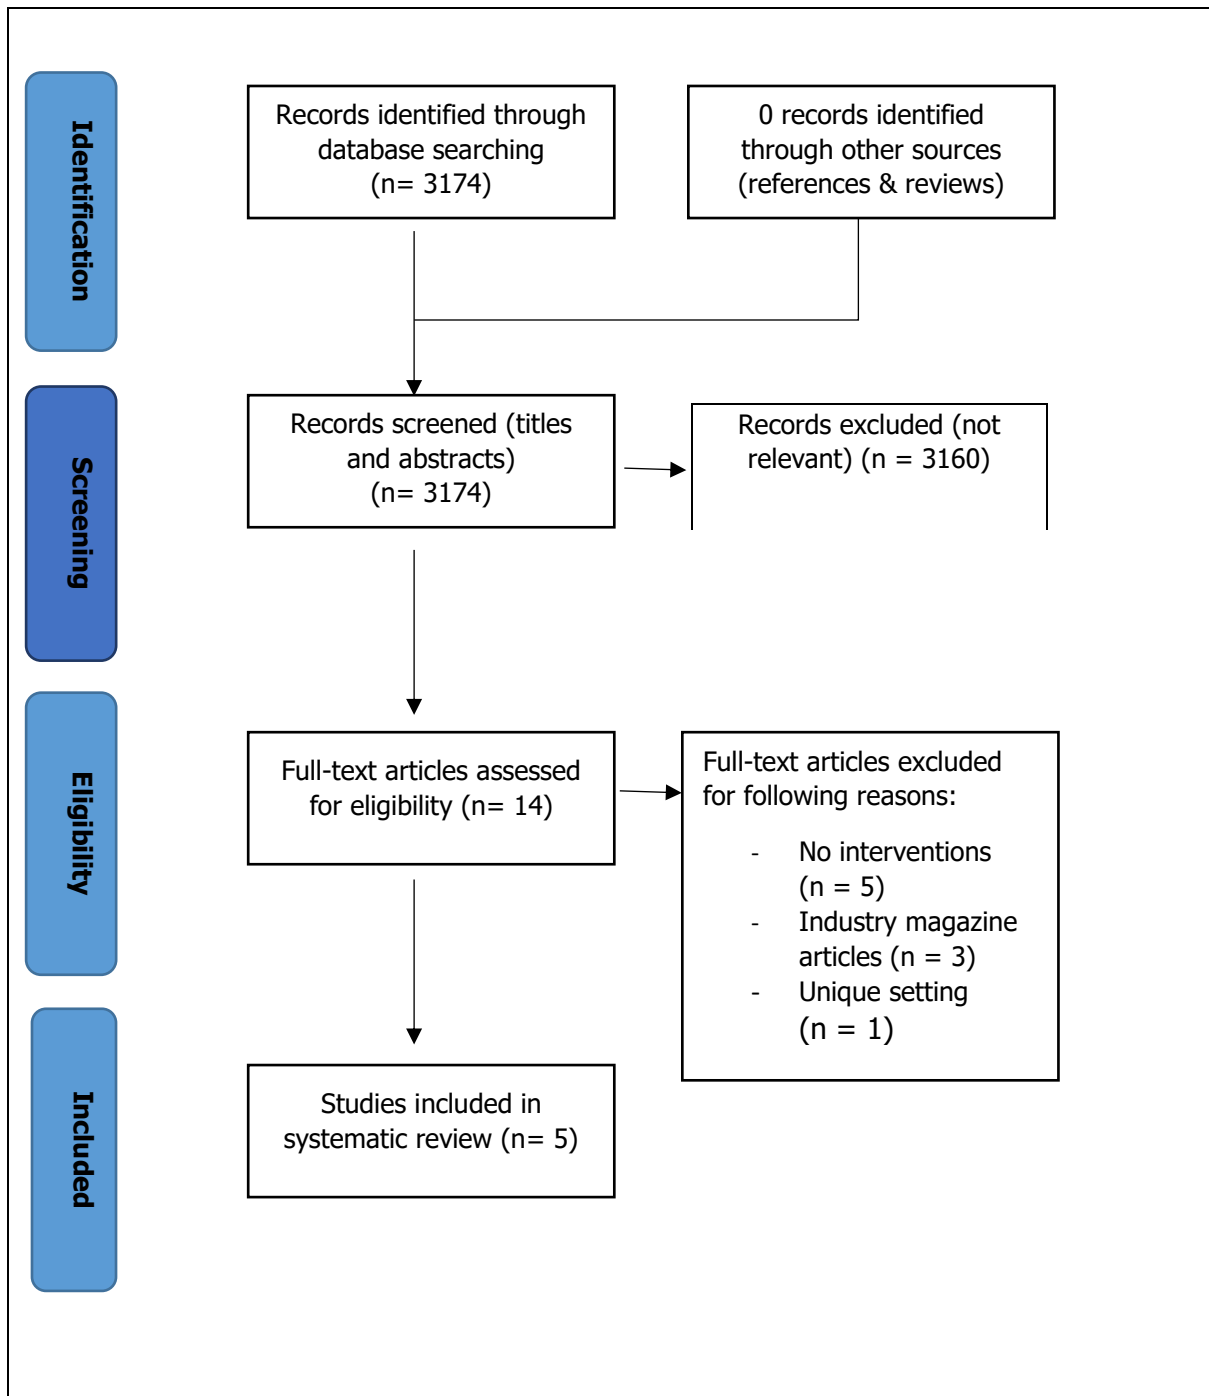 Identification
Records identified through
database searching
(n= 3174)
0 records identified
through other sources
(references & reviews)
Screening
Records screened (titles
and abstracts)
(n= 3174)
Records excluded (not
relevant) (n = 3160)
Eligibility
Full-text articles assessed
for eligibility (n= 14)
Full-text articles excluded
for following reasons:
- No interventions
(n = 5)
- Industry magazine
articles (n = 3)
- Unique setting
(n = 1)
Included
Studies included in
systematic review (n= 5)